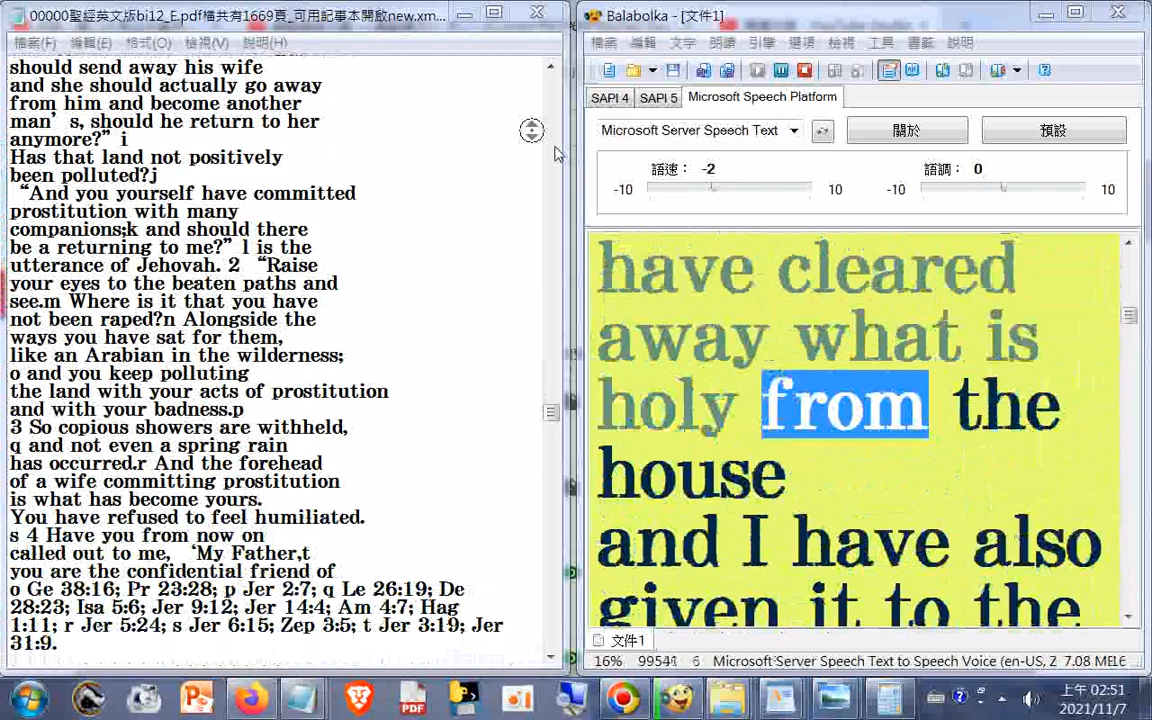 00000聖經英文版bi12_E.pdf檔共有1669頁_可用記事本開啟new.xm...
檔案(F) 編輯(E) 格式(O) 檢視(V) 說明(H)
should send away his wife
and she should actually go away
from him and become another
man’s, should he return to her
anymore?” i
Has that land not positively
been polluted?j
“And you yourself have committed
prostitution with many
companions;k and should there
be a returning to me?” l is the
utterance of Jehovah. 2 “Raise
your eyes to the beaten paths and
see.m Where is it that you have
not been raped?n Alongside the
ways you have sat for them,
like an Arabian in the wilderness;
o and you keep polluting
the land with your acts of prostitution
and with your badness.p
3 So copious showers are withheld,
q and not even a spring rain
has occurred.r And the forehead
of a wife committing prostitution
is what has become yours.
You have refused to feel humiliated.
s 4 Have you from now on
called out to me, ‘My Father,t
you are the confidential friend of
o Ge 38:16; Pr 23:28; p Jer 2:7; q Le 26:19; De
28:23; Isa 5:6; Jer 9:12; Jer 14:4; Am 4:7; Hag
1:11; r Jer 5:24; s Jer 6:15; Zep 3:5; t Jer 3:19; Jer
31:9.
Balabolka - [文件1]
檔案 編輯 文字 朗讀 引擎 選項 檢視 工具 書籤 說明
SAPI 4 SAPI 5 Microsoft Speech Platform
Microsoft Server Speech Text 關於 預設
語速： -2 語調： 0
-10 10 -10 10
have cleared
away what is
holy from the
house
and I have also
given it to the
文件1
16% 99541 6 Microsoft Server Speech Text to Speech Voice (en-US, Z 7.08 ME
PDF
上午 02:51
2021/11/7